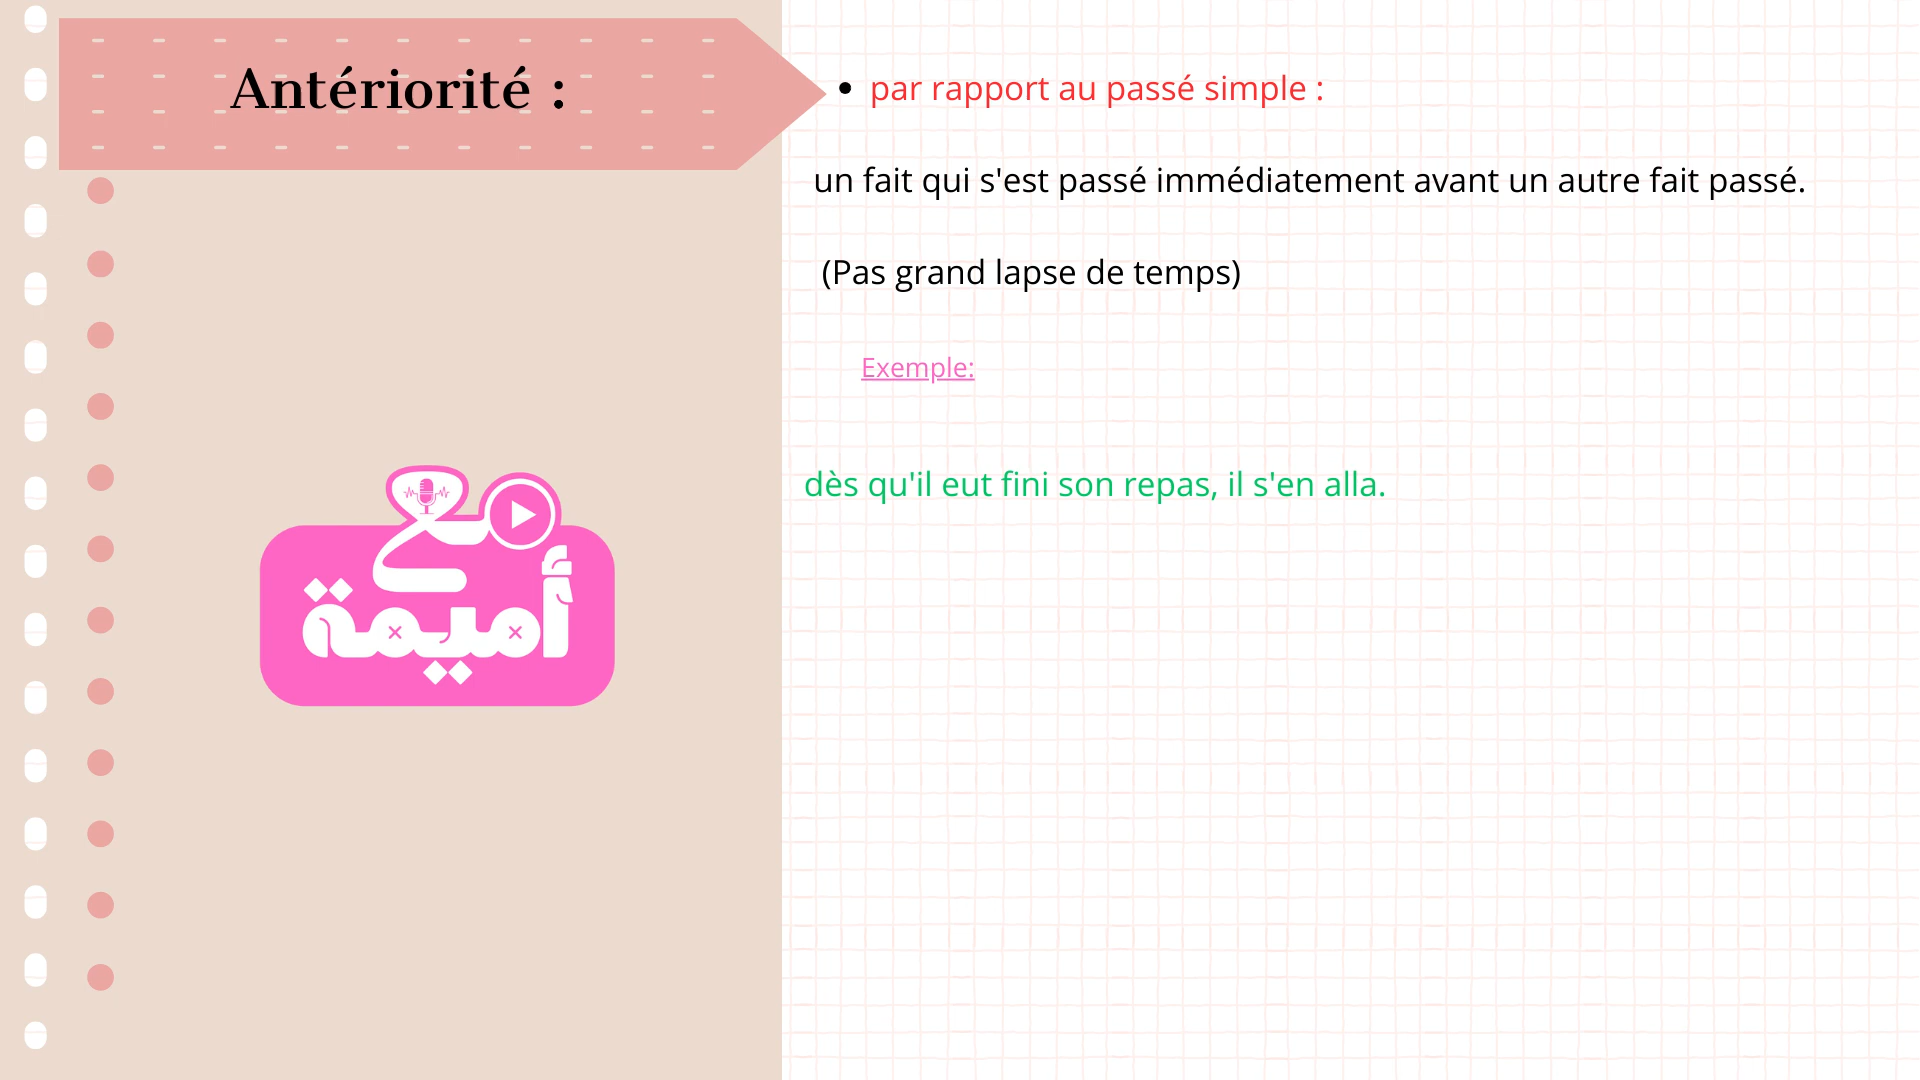 Antériorité :
par rapport au passé simple :
un fait qui s'est passé immédiatement avant un autre fait passé.
(Pas grand lapse de temps)
Exemple:
dès qu'il eut fini son repas, il s'en alla.
مع
أميمة